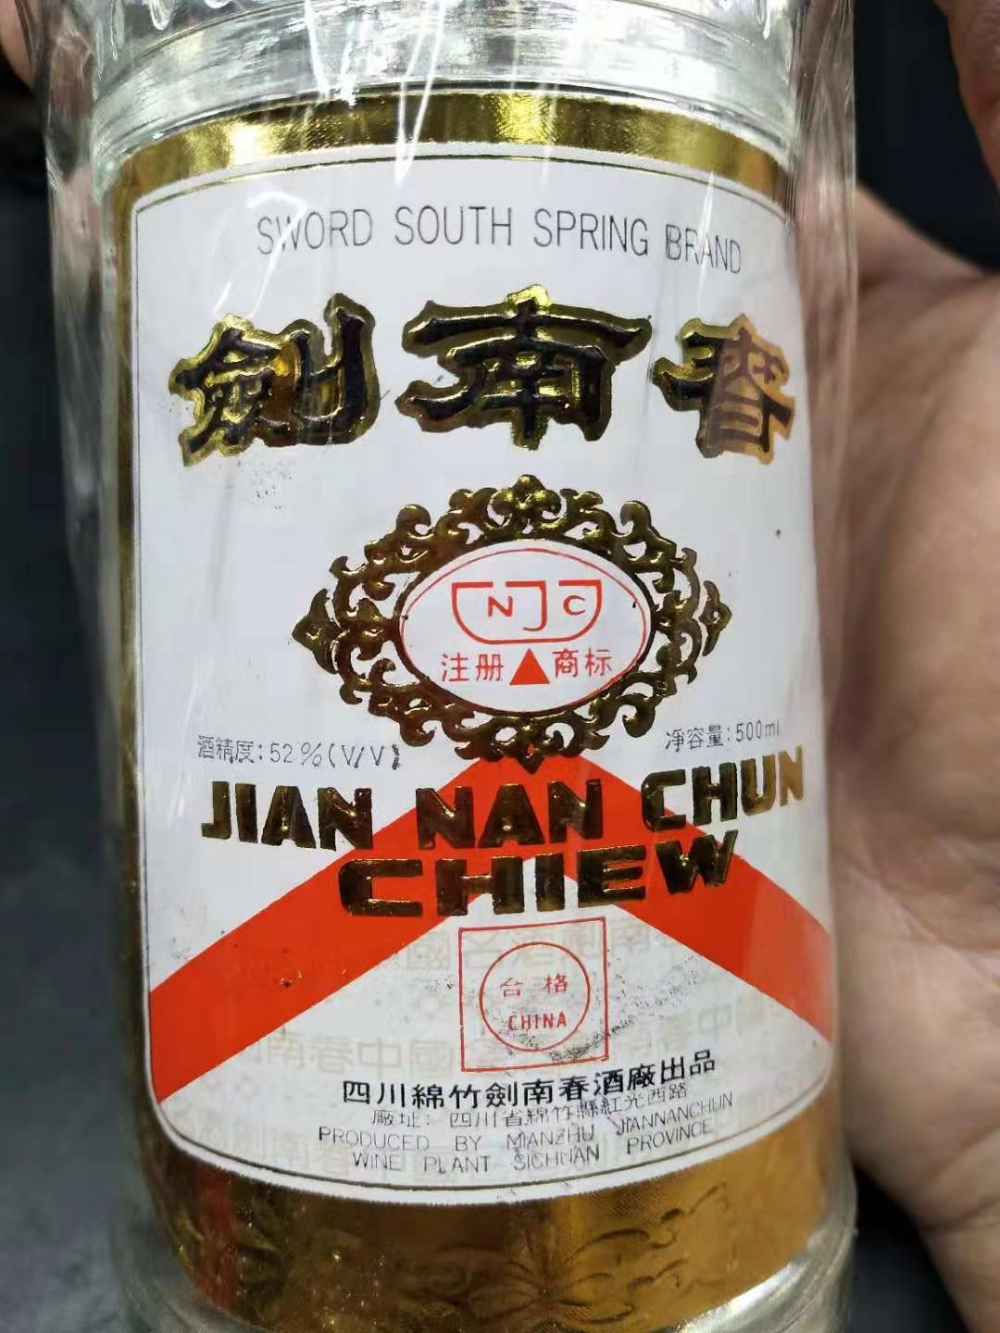 SWORD SOUTH SPRING BRAND
劍南春
NJC
注册 商标
酒精度:52%(V/V)
净容量:500ml
JIAN NAN CHUN
CHIEW
合格
CHINA
四川綿竹劍南春酒廠出品
廠址：四川省綿竹縣紅光西路
PRODUCED BY MIANZHU JIANNANCHUN
WINE PLANT SICHUAN PROVINCE